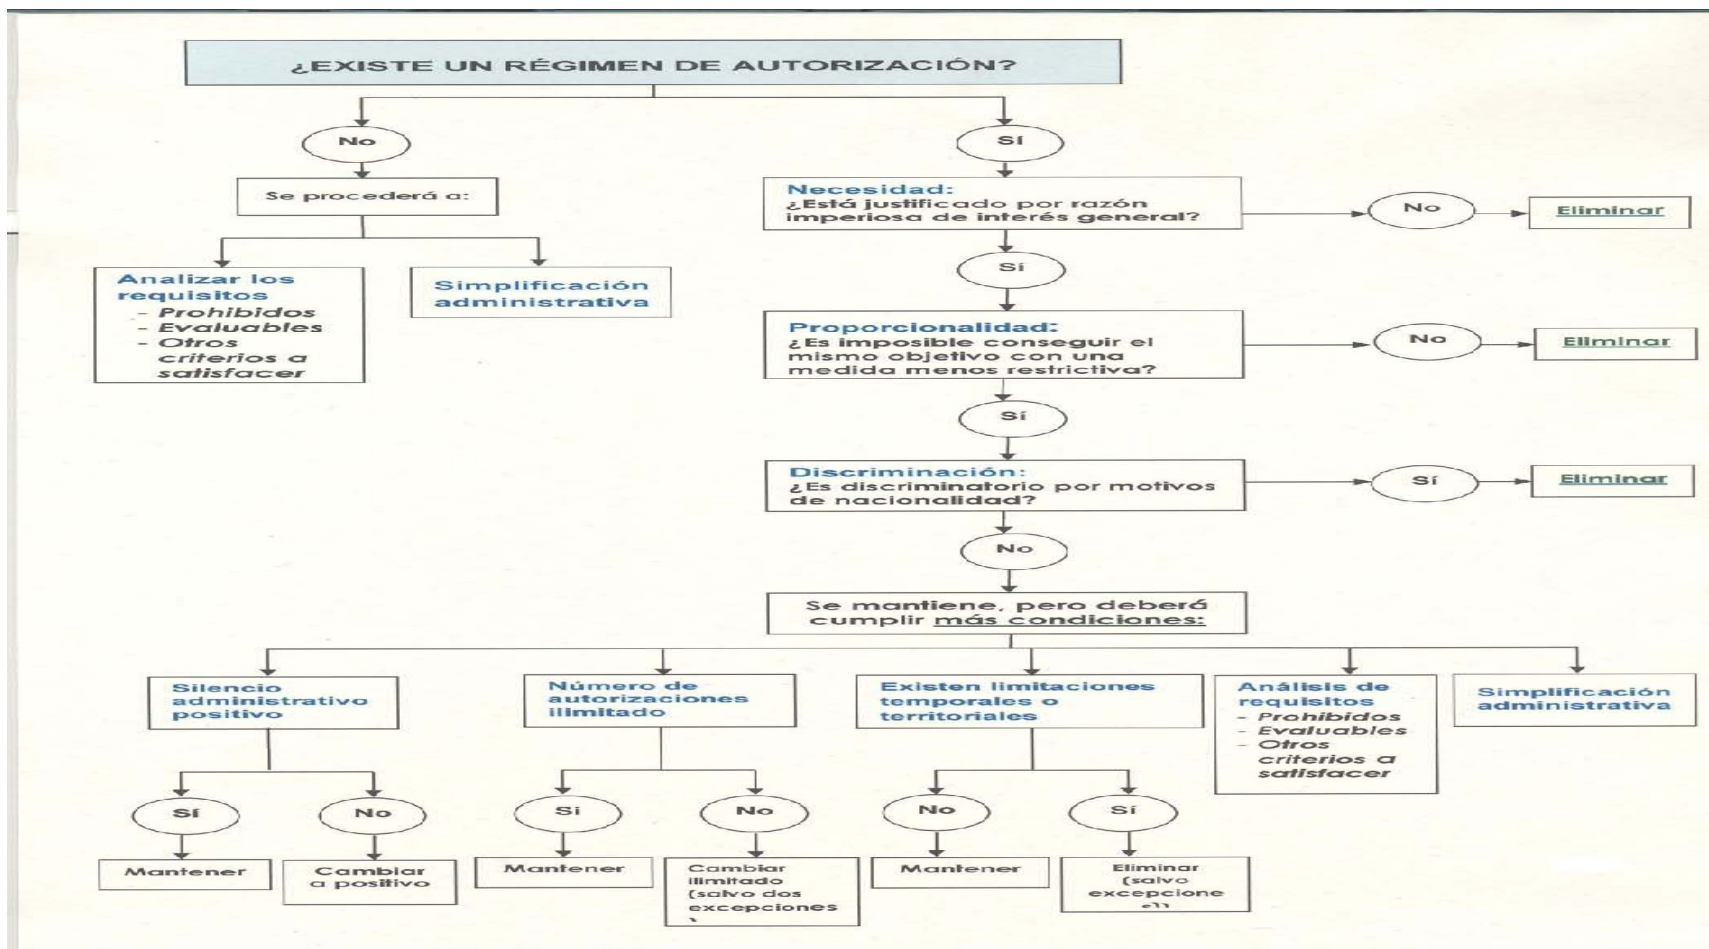 ¿EXISTE UN RÉGIMEN DE AUTORIZACIÓN?
No
Sí
Se procederá a:
Necesidad:
¿Está justificado por razón
imperiosa de interés general?
No
Eliminar
Analizar los
requisitos
- Prohibidos
- Evaluables
- Otros
criterios a
satisfacer
Simplificación
administrativa
Sí
Proporcionalidad:
¿Es imposible conseguir el
mismo objetivo con una
medida menos restrictiva?
No
Eliminar
Sí
Discriminación:
¿Es discriminatorio por motivos
de nacionalidad?
Sí
Eliminar
No
Se mantiene, pero deberá
cumplir más condiciones:
Silencio
administrativo
positivo
Número de
autorizaciones
ilimitado
Existen limitaciones
temporales o
territoriales
Análisis de
requisitos
- Prohibidos
- Evaluables
- Otros
criterios a
satisfacer
Simplificación
administrativa
Sí
No
Si
No
No
Sí
Mantener
Cambiar
a positivo
Mantener
Cambiar
ilimitado
(salvo dos
excepciones
Mantener
Eliminar
(salvo
excepcione